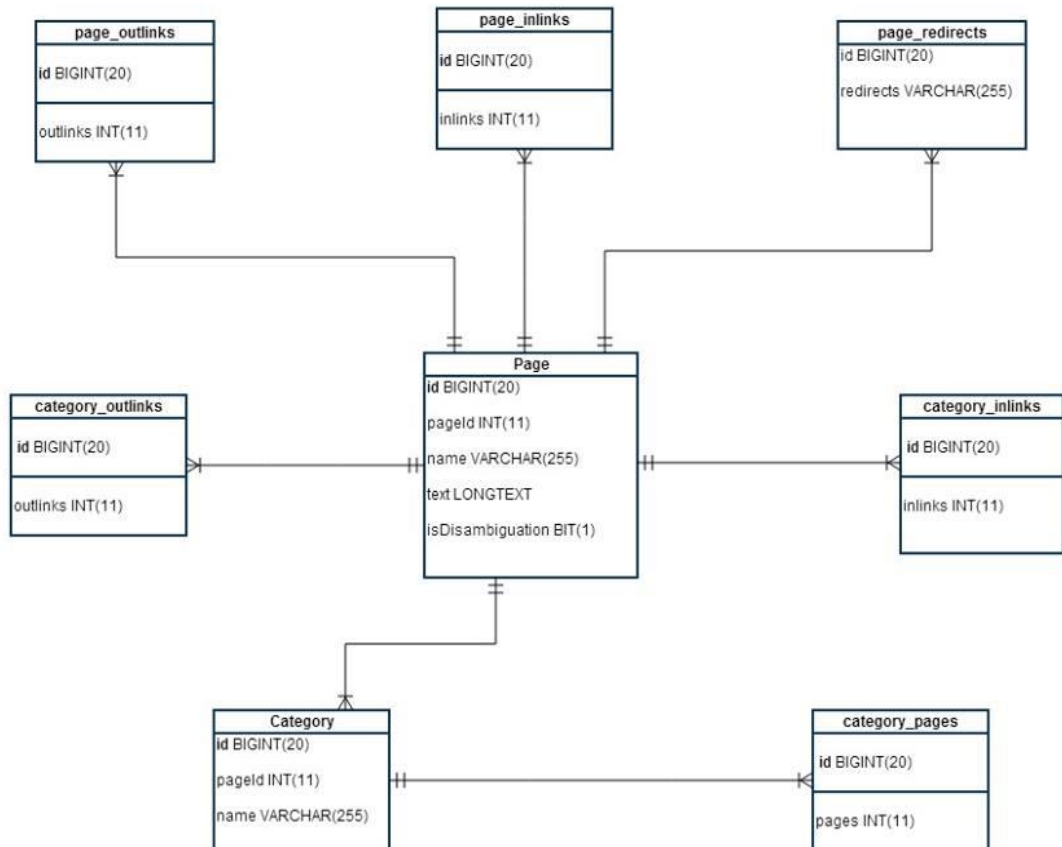 page_outlinks
id BIGINT(20)
outlinks INT(11)
page_inlinks
id BIGINT(20)
inlinks INT(11)
page_redirects
id BIGINT(20)
redirects VARCHAR(255)
category_outlinks
id BIGINT(20)
outlinks INT(11)
Page
id BIGINT(20)
pageId INT(11)
name VARCHAR(255)
text LONGTEXT
isDisambiguation BIT(1)
category_inlinks
id BIGINT(20)
inlinks INT(11)
Category
id BIGINT(20)
pageId INT(11)
name VARCHAR(255)
category_pages
id BIGINT(20)
pages INT(11)